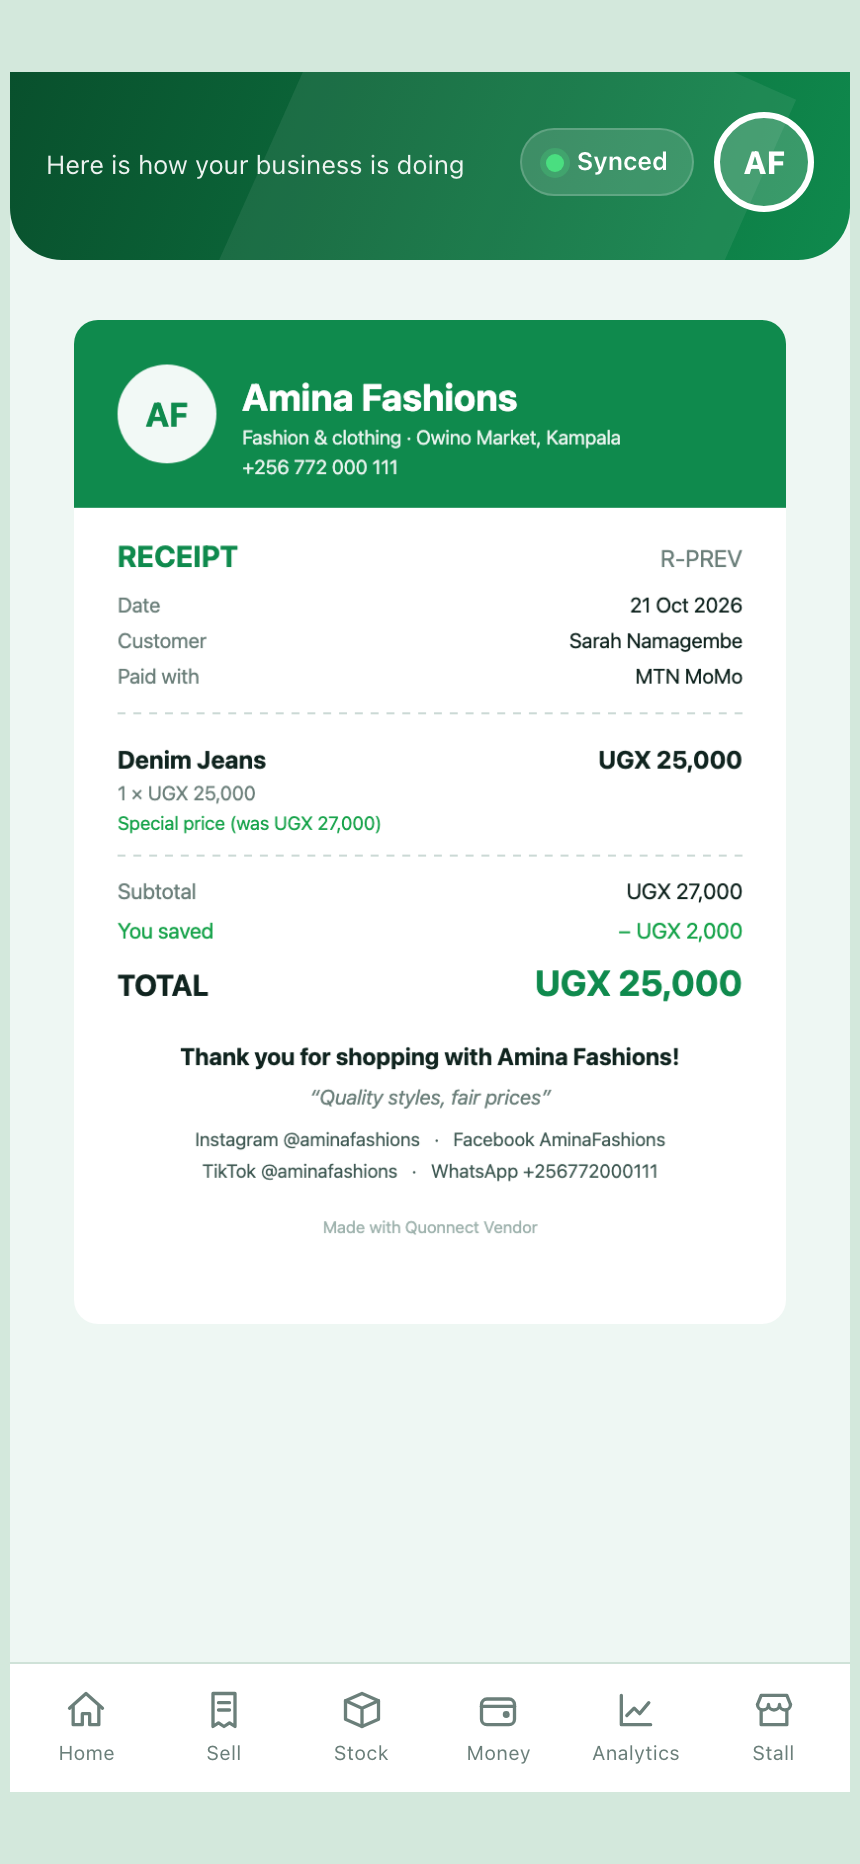 Here is how your business is doing
Synced
AF
AF
Amina Fashions
Fashion & clothing · Owino Market, Kampala
+256 772 000 111
RECEIPT R-PREV
Date 21 Oct 2026
Customer Sarah Namagembe
Paid with MTN MoMo
Denim Jeans UGX 25,000
1 × UGX 25,000
Special price (was UGX 27,000)
Subtotal UGX 27,000
You saved – UGX 2,000
TOTAL UGX 25,000
Thank you for shopping with Amina Fashions!
“Quality styles, fair prices”
Instagram @aminafashions · Facebook AminaFashions
TikTok @aminafashions · WhatsApp +256772000111
Made with Quonnect Vendor
Home Sell Stock Money Analytics Stall